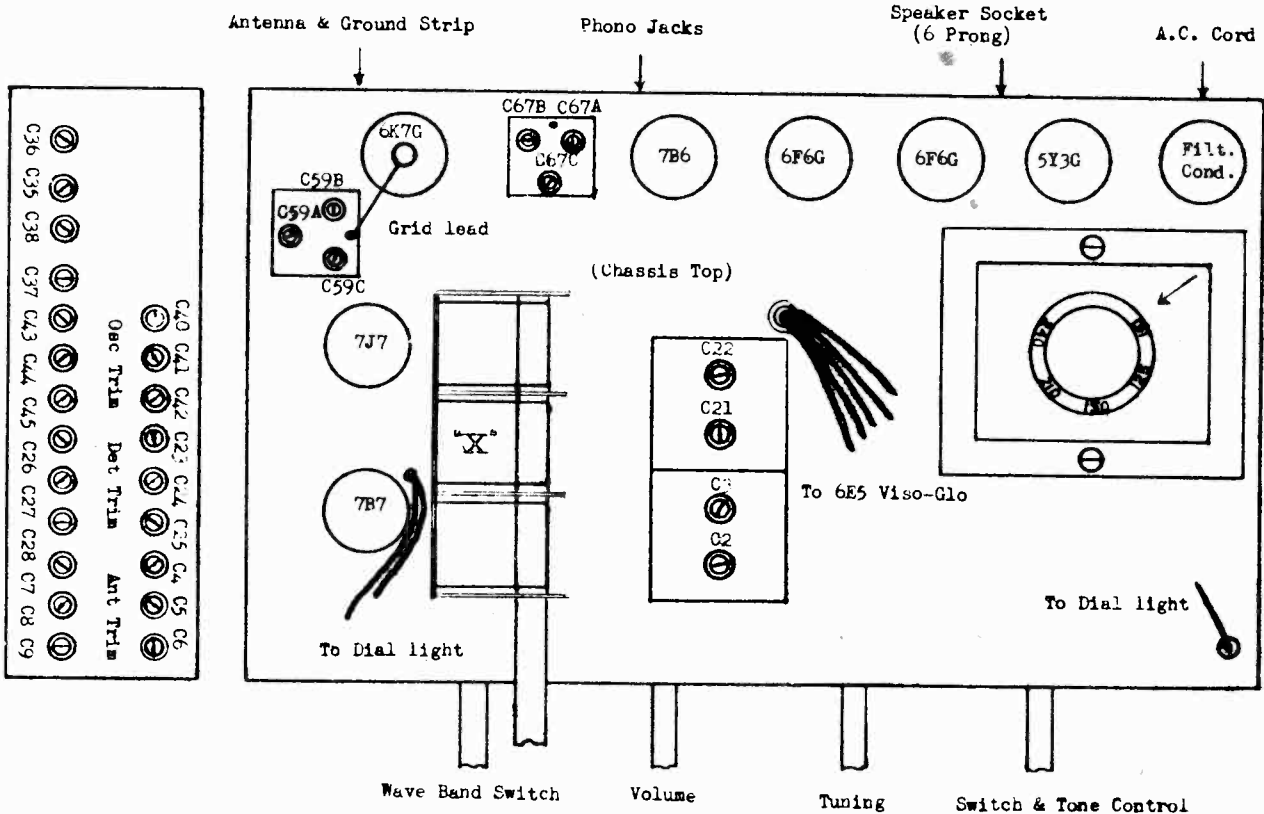 Antenna & Ground Strip
Phono Jacks
Speaker Socket
(6 Prong)
A.C. Cord
C36
C35
C38
C37
C43
C44
C45
C26
C27
C28
C7
C8
C9
Osc Trim
Det Trim
Ant Trim
C40
C41
C42
C23
C24
C25
C4
C5
C6
6K7G
C67B C67A
C67C
7B6
6F6G
6F6G
5Y3G
Filt.
Cond.
C59B
C59A
C59C
Grid lead
(Chassis Top)
7J7
"X"
7B7
C22
C21
C3
C2
To 6E5 Viso-Glo
125
150
210
To Dial light
To Dial light
Wave Band Switch
Volume
Tuning
Switch & Tone Control